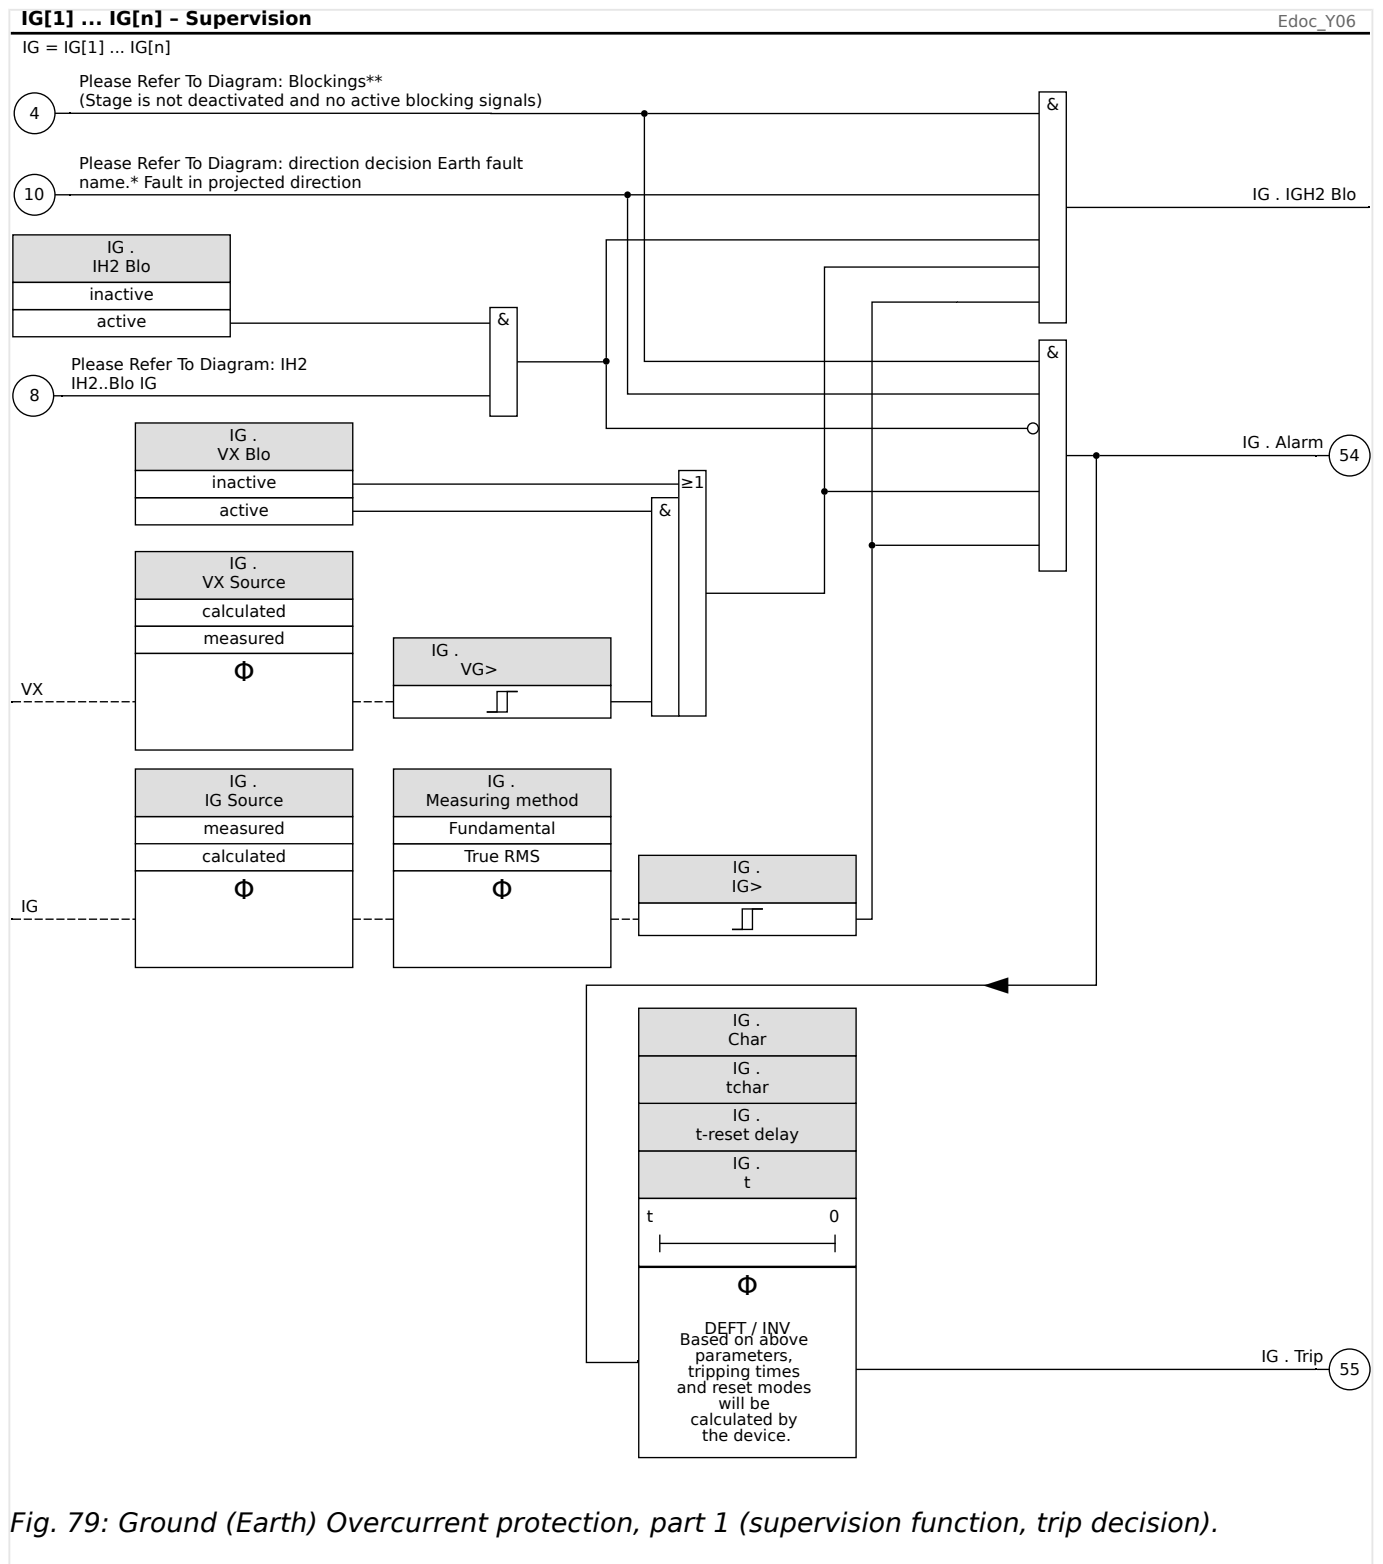 IG[1] ... IG[n] – Supervision
Edoc_Y06
IG = IG[1] ... IG[n]
Please Refer To Diagram: Blockings**
(Stage is not deactivated and no active blocking signals)
4
&
Please Refer To Diagram: direction decision Earth fault
name.* Fault in projected direction
10
IG . IGH2 Blo
IG .
IH2 Blo
inactive
active
&
Please Refer To Diagram: IH2
IH2..Blo IG
8
&
IG . Alarm
54
IG .
VX Blo
inactive
active
≥1
&
IG .
VX Source
calculated
measured
Φ
VX
IG .
VG>
IG .
IG Source
measured
calculated
Φ
IG
IG .
Measuring method
Fundamental
True RMS
Φ
IG .
IG>
IG .
Char
IG .
tchar
IG .
t-reset delay
IG .
t
t 0
Φ
DEFT / INV
Based on above
parameters,
tripping times
and reset modes
will be
calculated by
the device.
IG . Trip
55
Fig. 79: Ground (Earth) Overcurrent protection, part 1 (supervision function, trip decision).